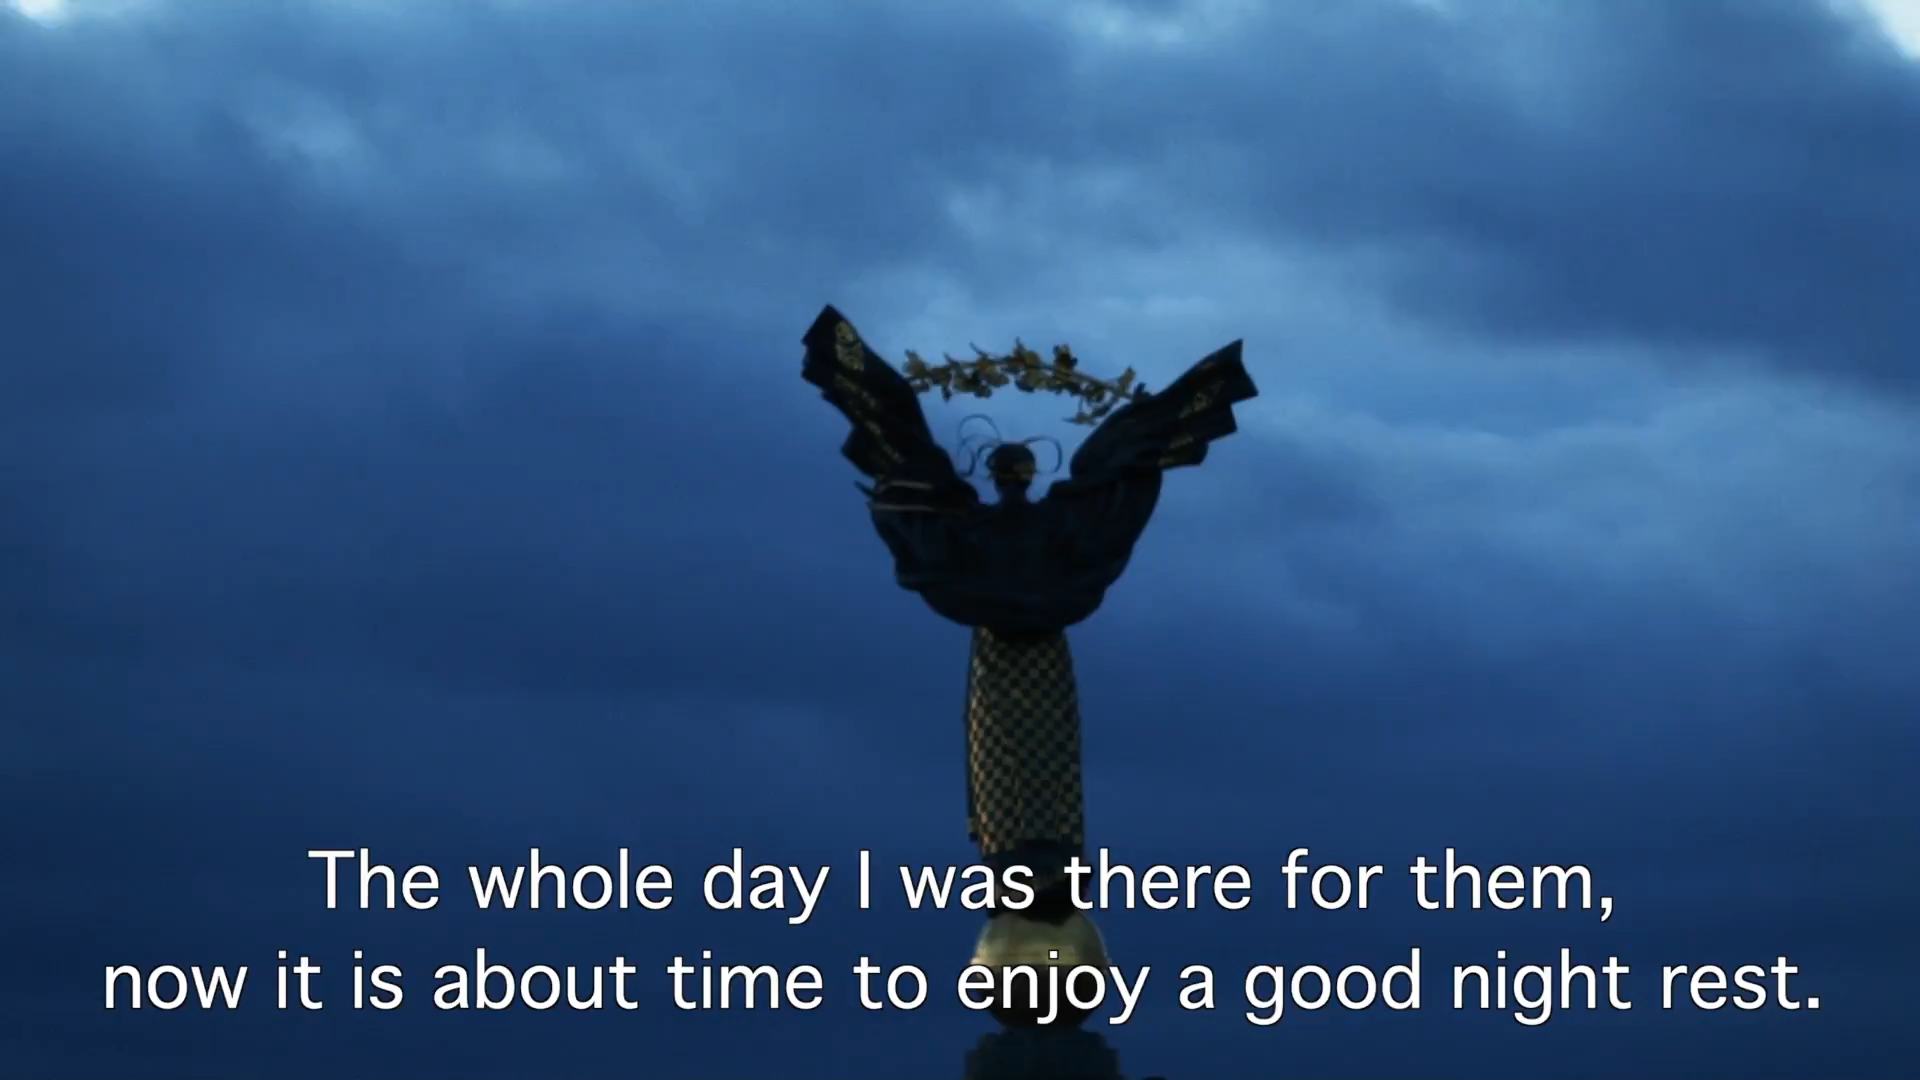 The whole day I was there for them,
now it is about time to enjoy a good night rest.